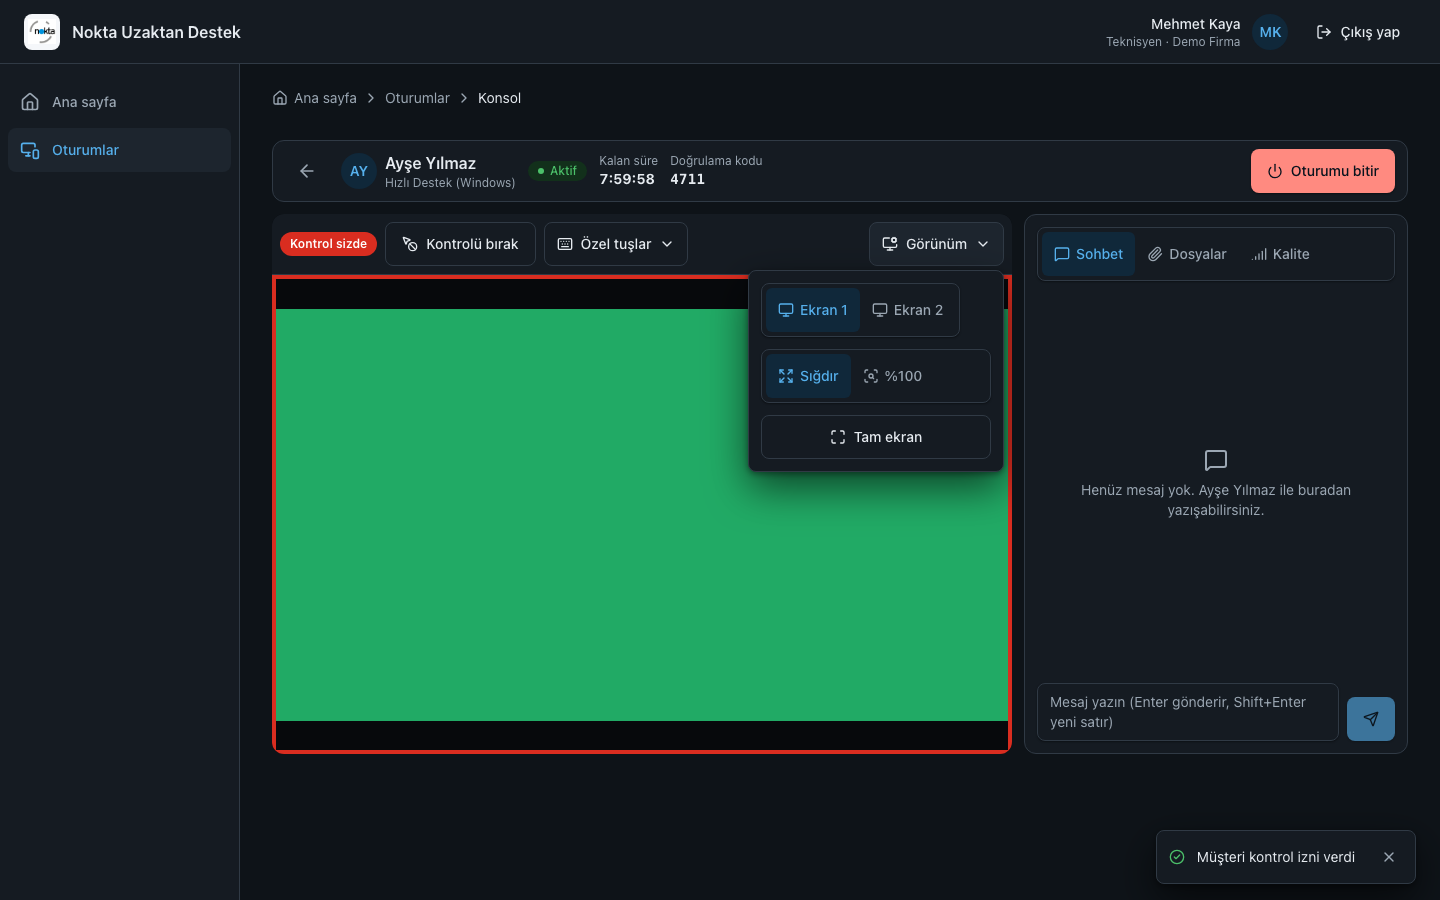 nokta
Nokta Uzaktan Destek
Mehmet Kaya
Teknisyen · Demo Firma
MK
Çıkış yap
Ana sayfa
Oturumlar
Ana sayfa
Oturumlar
Konsol
AY
Ayşe Yılmaz
Hızlı Destek (Windows)
Aktif
Kalan süre
7:59:58
Doğrulama kodu
4711
Oturumu bitir
Kontrol sizde
Kontrolü bırak
Özel tuşlar
Görünüm
Ekran 1
Ekran 2
Sığdır
%100
Tam ekran
Sohbet
Dosyalar
Kalite
Henüz mesaj yok. Ayşe Yılmaz ile buradan
yazışabilirsiniz.
Mesaj yazın (Enter gönderir, Shift+Enter
yeni satır)
Müşteri kontrol izni verdi